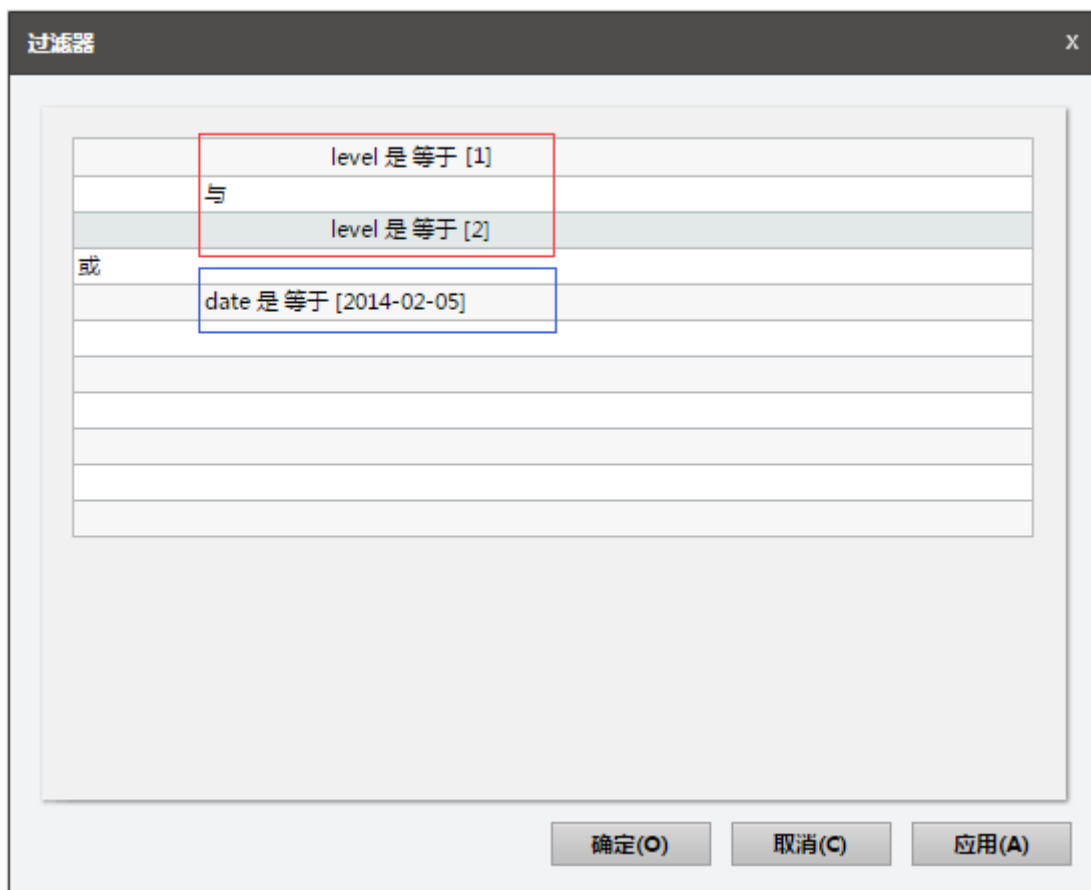 过滤器 x
level 是 等于 [1]
与
level 是 等于 [2]
或
date 是 等于 [2014-02-05]
确定(O) 取消(C) 应用(A)